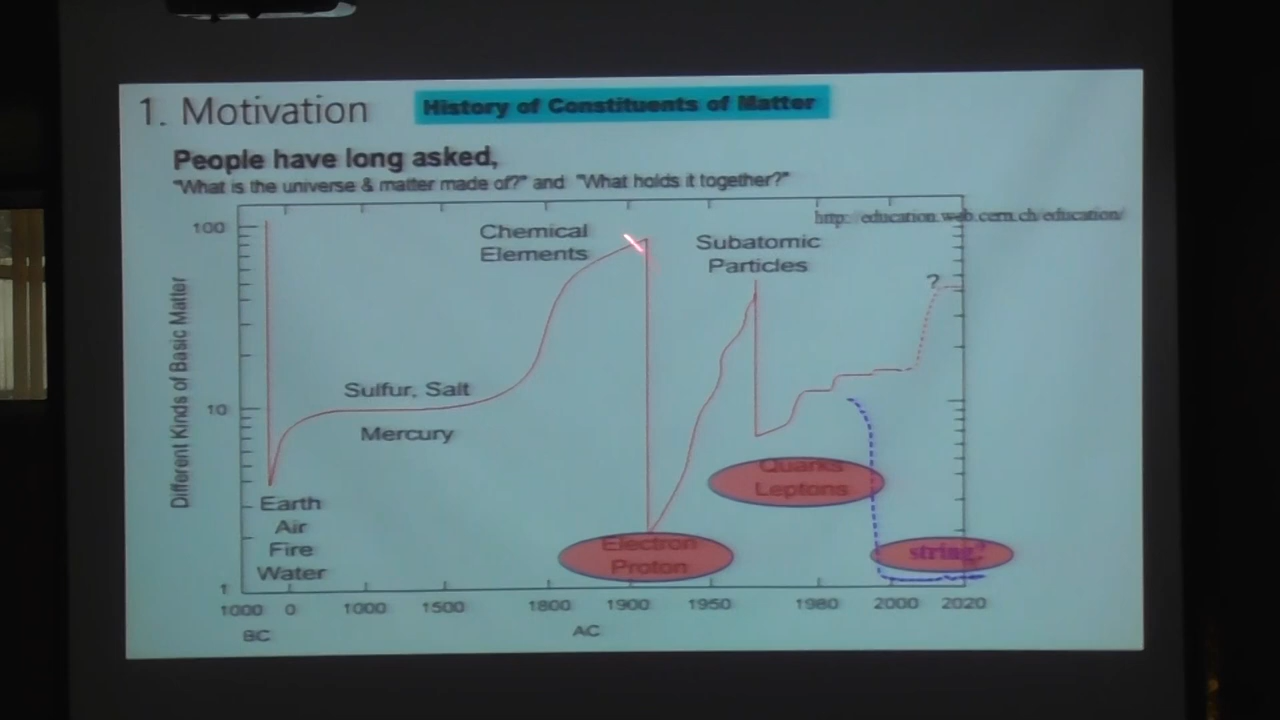 1. Motivation
History of Constituents of Matter
People have long asked,
"What is the universe & matter made of?" and "What holds it together?"
http://education.web.cern.ch/education/
Different Kinds of Basic Matter
100
10
1
Chemical
Elements
Subatomic
Particles
?
Sulfur, Salt
Mercury
Earth
Air
Fire
Water
Quarks
Leptons
Electron
Proton
string?
1000 0 1000 1500 1800 1900 1950 1980 2000 2020
BC AC